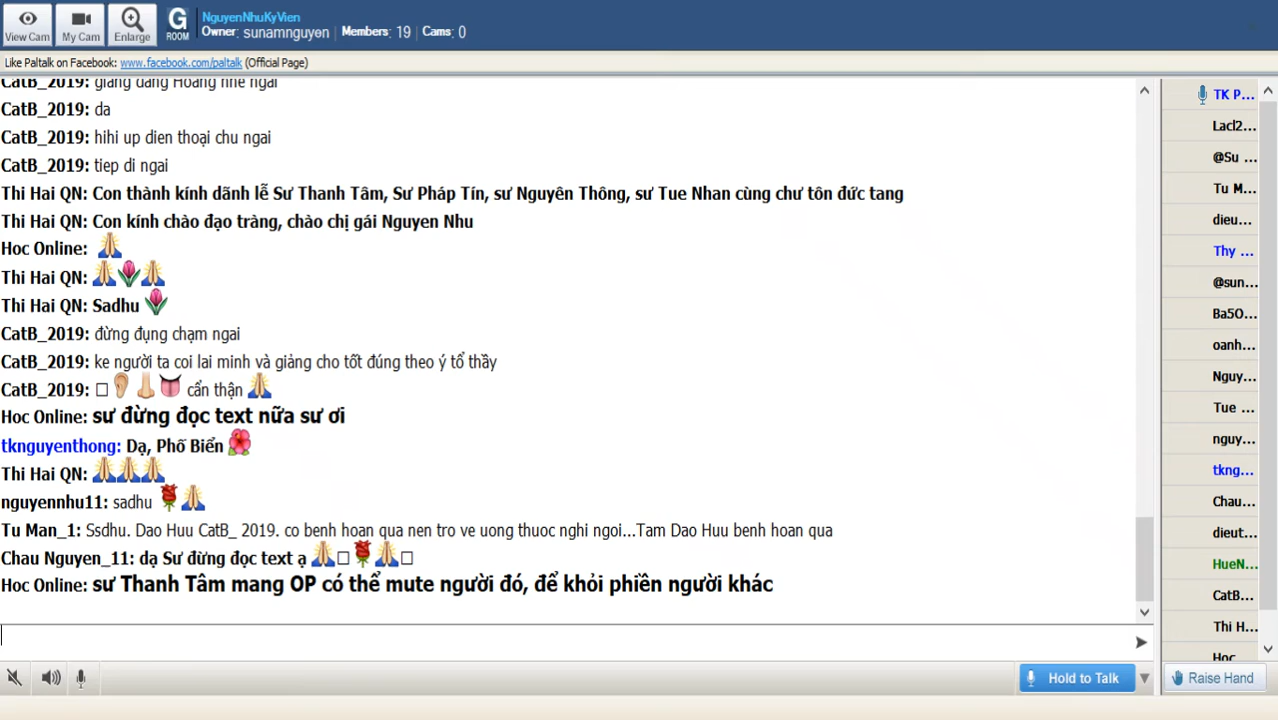 NguyenNhuKyVien
Owner: sunamnguyen | Members: 19 | Cams: 0
View Cam
My Cam
Enlarge
G
ROOM
Like Paltalk on Facebook: www.facebook.com/paltalk (Official Page)
CatB_2019: giang dang Hoang nhe ngai
CatB_2019: da
CatB_2019: hihi up dien thoại chu ngai
CatB_2019: tiep di ngai
Thi Hai QN: Con thành kính dãnh lễ Sư Thanh Tâm, Sư Pháp Tín, sư Nguyên Thông, sư Tue Nhan cùng chư tôn đức tang
Thi Hai QN: Con kính chào đạo tràng, chào chị gái Nguyen Nhu
Hoc Online: 🙏
Thi Hai QN: 🙏🌷🙏
Thi Hai QN: Sadhu 🌷
CatB_2019: đừng đụng chạm ngai
CatB_2019: ke người ta coi lai minh và giảng cho tốt đúng theo ý tổ thầy
CatB_2019: □👂👃👅 cẩn thận 🙏
Hoc Online: sư đừng đọc text nữa sư ơi
tknguyenthong: Dạ, Phố Biển 🌺
Thi Hai QN: 🙏🙏🙏
nguyennhu11: sadhu 🌹🙏
Tu Man_1: Ssdhu. Dao Huu CatB_ 2019. co benh hoan qua nen tro ve uong thuoc nghi ngoi...Tam Dao Huu benh hoan qua
Chau Nguyen_11: dạ Sư đừng đọc text ạ 🙏□🌹🙏□
Hoc Online: sư Thanh Tâm mang OP có thể mute người đó, để khỏi phiền người khác
TK P...
Lacl2...
@Su ...
Tu M...
dieu...
Thy ...
@sun...
Ba5O...
oanh...
Nguy...
Tue ...
nguy...
tkng...
Chau...
dieut...
HueN...
CatB...
Thi H...
Hoc
Hold to Talk
Raise Hand